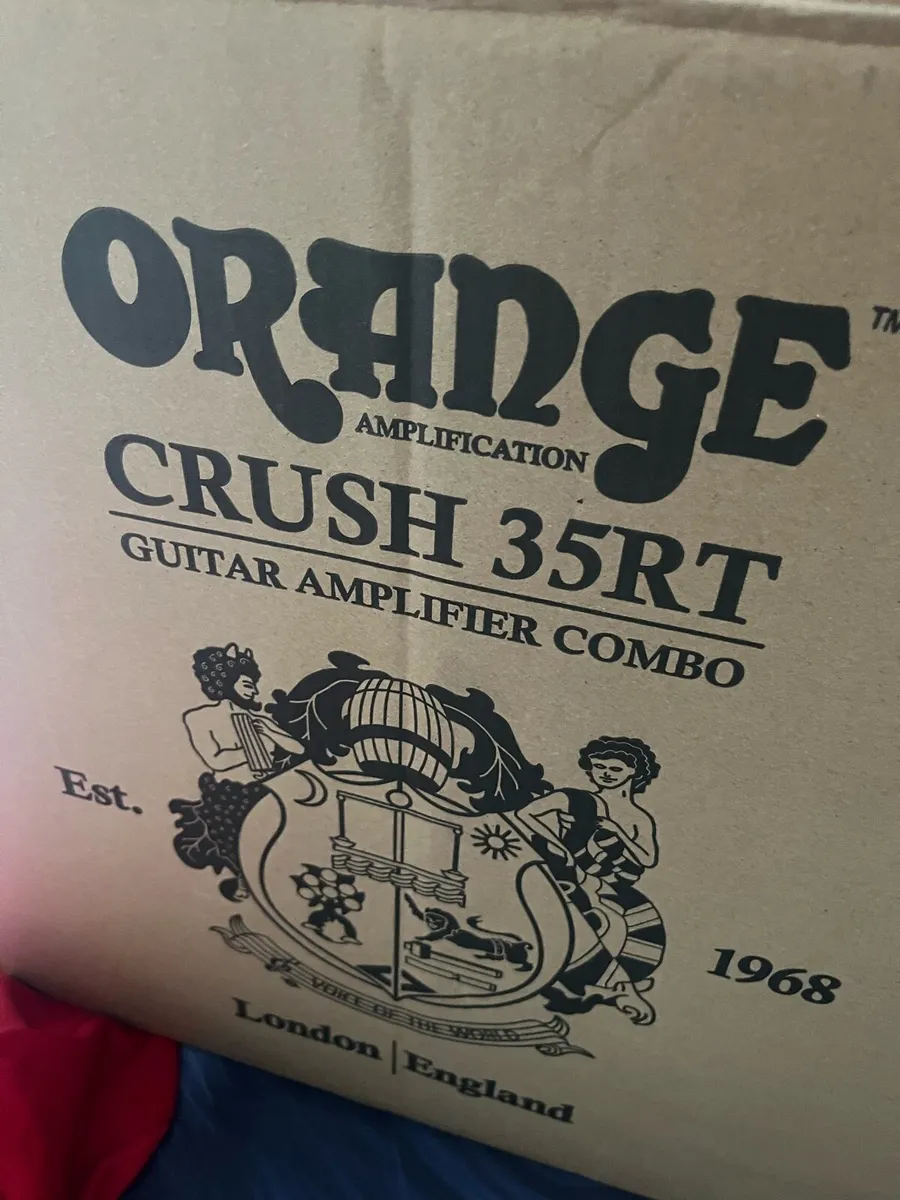 ORANGE™
AMPLIFICATION
CRUSH 35RT
GUITAR AMPLIFIER COMBO
Est.
1968
VOICE OF THE WORLD
London | England